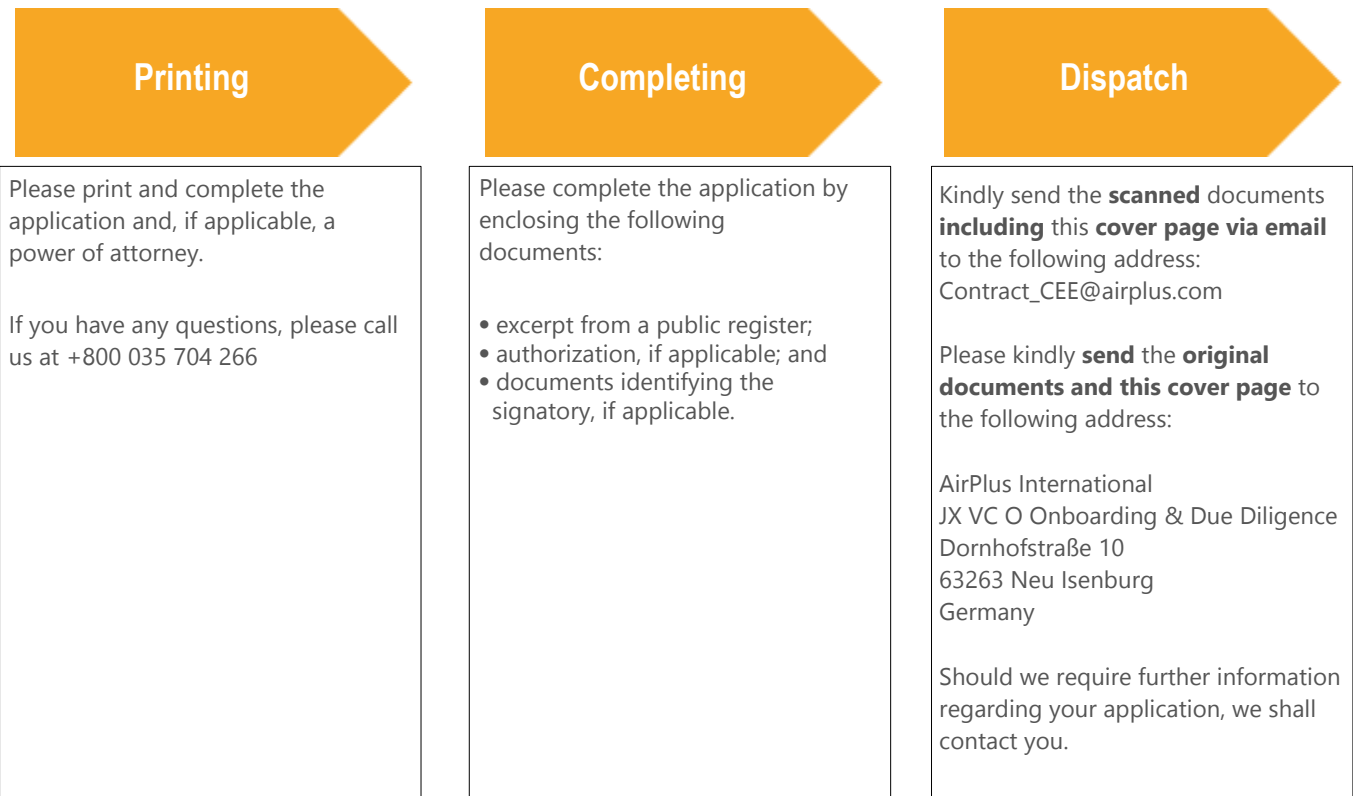 Printing
Please print and complete the
application and, if applicable, a
power of attorney.
If you have any questions, please call
us at +800 035 704 266
Completing
Please complete the application by
enclosing the following
documents:
• excerpt from a public register;
• authorization, if applicable; and
• documents identifying the
signatory, if applicable.
Dispatch
Kindly send the scanned documents
including this cover page via email
to the following address:
Contract_CEE@airplus.com
Please kindly send the original
documents and this cover page to
the following address:
AirPlus International
JX VC O Onboarding & Due Diligence
Dornhofstraße 10
63263 Neu Isenburg
Germany
Should we require further information
regarding your application, we shall
contact you.